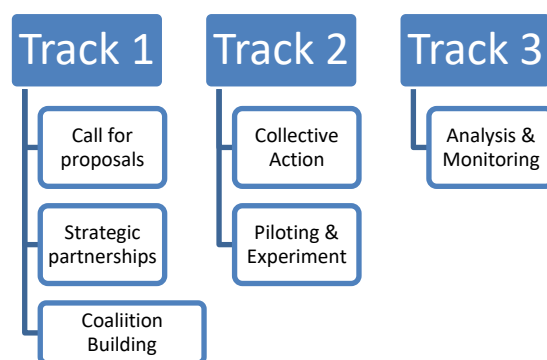 Track 1
Call for
proposals
Strategic
partnerships
Coaliition
Building
Track 2
Collective
Action
Piloting &
Experiment
Track 3
Analysis &
Monitoring